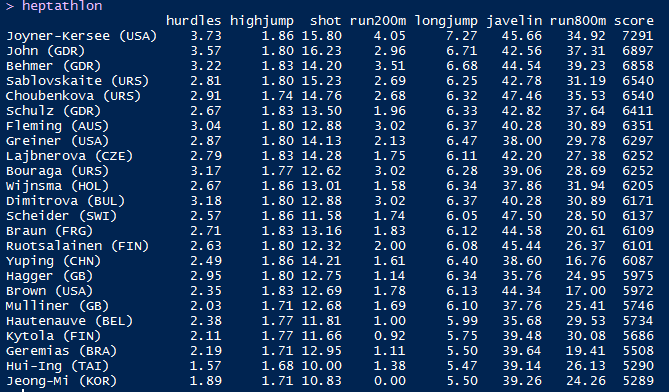 > heptathlon
hurdles highjump shot run200m longjump javelin run800m score
Joyner-Kersee (USA) 3.73 1.86 15.80 4.05 7.27 45.66 34.92 7291
John (GDR) 3.57 1.80 16.23 2.96 6.71 42.56 37.31 6897
Behmer (GDR) 3.22 1.83 14.20 3.51 6.68 44.54 39.23 6858
Sablovskaite (URS) 2.81 1.80 15.23 2.69 6.25 42.78 31.19 6540
Choubenkova (URS) 2.91 1.74 14.76 2.68 6.32 47.46 35.53 6540
Schulz (GDR) 2.67 1.83 13.50 1.96 6.33 42.82 37.64 6411
Fleming (AUS) 3.04 1.80 12.88 3.02 6.37 40.28 30.89 6351
Greiner (USA) 2.87 1.80 14.13 2.13 6.47 38.00 29.78 6297
Lajbnerova (CZE) 2.79 1.83 14.28 1.75 6.11 42.20 27.38 6252
Bouraga (URS) 3.17 1.77 12.62 3.02 6.28 39.06 28.69 6252
Wijnsma (HOL) 2.67 1.86 13.01 1.58 6.34 37.86 31.94 6205
Dimitrova (BUL) 3.18 1.80 12.88 3.02 6.37 40.28 30.89 6171
Scheider (SWI) 2.57 1.86 11.58 1.74 6.05 47.50 28.50 6137
Braun (FRG) 2.71 1.83 13.16 1.83 6.12 44.58 20.61 6109
Ruotsalainen (FIN) 2.63 1.80 12.32 2.00 6.08 45.44 26.37 6101
Yuping (CHN) 2.49 1.86 14.21 1.61 6.40 38.60 16.76 6087
Hagger (GB) 2.95 1.80 12.75 1.14 6.34 35.76 24.95 5975
Brown (USA) 2.35 1.83 12.69 1.78 6.13 44.34 17.00 5972
Mulliner (GB) 2.03 1.71 12.68 1.69 6.10 37.76 25.41 5746
Hautenauve (BEL) 2.38 1.77 11.81 1.00 5.99 35.68 29.53 5734
Kytola (FIN) 2.11 1.77 11.66 0.92 5.75 39.48 30.08 5686
Geremias (BRA) 2.19 1.71 12.95 1.11 5.50 39.64 19.41 5508
Hui-Ing (TAI) 1.57 1.68 10.00 1.38 5.47 39.14 26.13 5290
Jeong-Mi (KOR) 1.89 1.71 10.83 0.00 5.50 39.26 24.26 5289